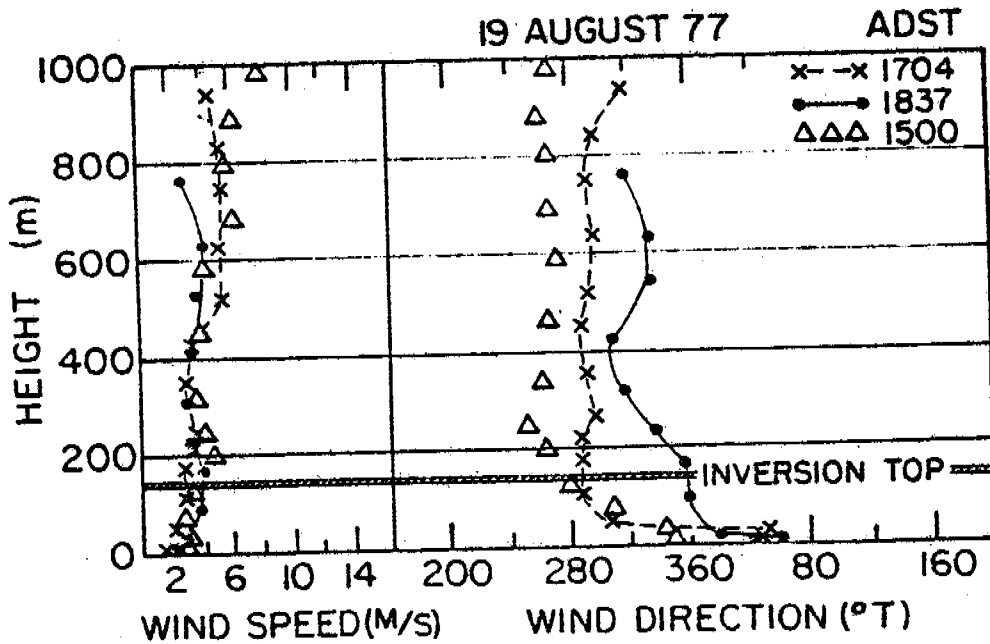 19 AUGUST 77 ADST
1704
1837
1500
HEIGHT (m)
1000
800
600
400
200
0
INVERSION TOP
2 6 10 14 200 280 360 80 160
WIND SPEED (M/S) WIND DIRECTION (°T)